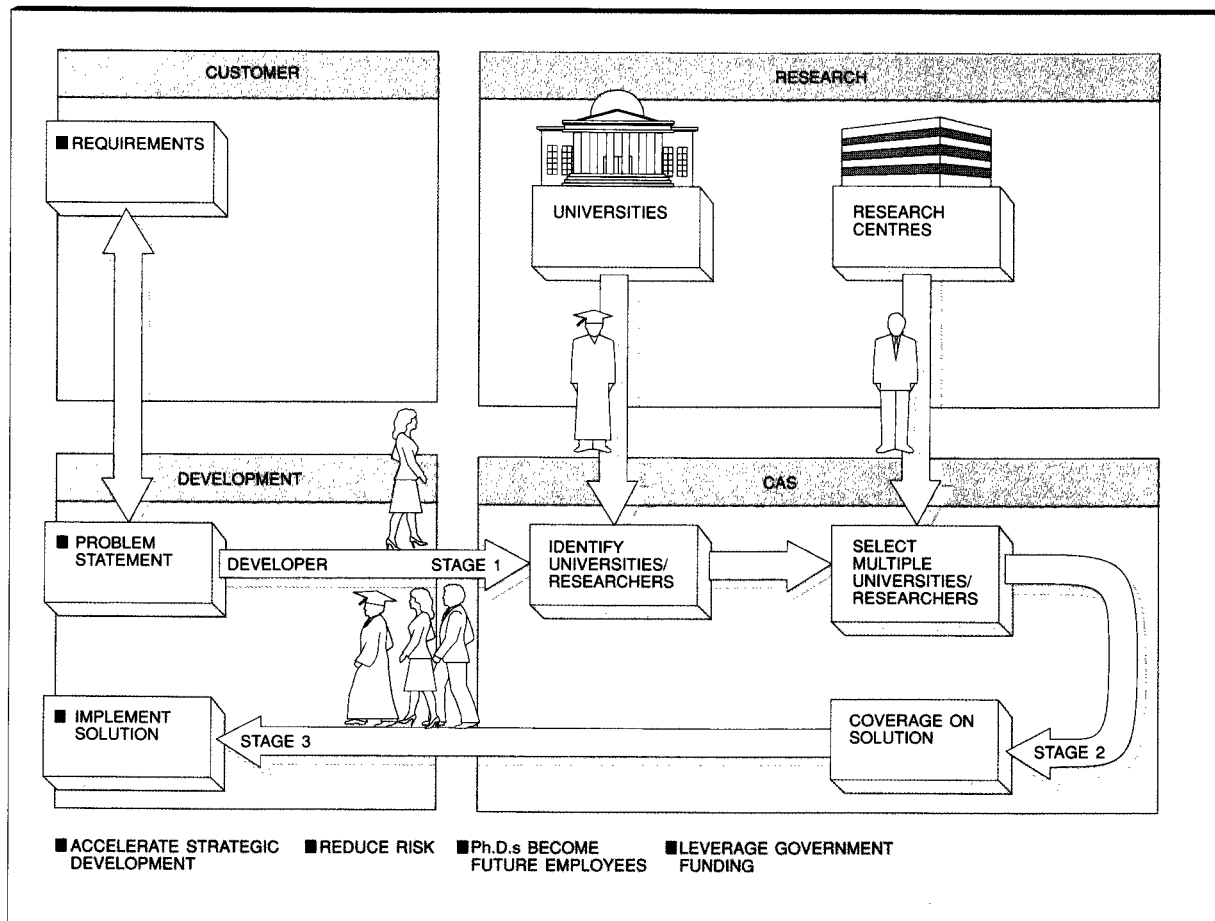 CUSTOMER
RESEARCH
■ REQUIREMENTS
UNIVERSITIES
RESEARCH
CENTRES
DEVELOPMENT
CAS
■ PROBLEM
STATEMENT
DEVELOPER
STAGE 1
IDENTIFY
UNIVERSITIES/
RESEARCHERS
SELECT
MULTIPLE
UNIVERSITIES/
RESEARCHERS
■ IMPLEMENT
SOLUTION
STAGE 3
COVERAGE ON
SOLUTION
STAGE 2
■ ACCELERATE STRATEGIC
DEVELOPMENT
■ REDUCE RISK
■ Ph.D.s BECOME
FUTURE EMPLOYEES
■ LEVERAGE GOVERNMENT
FUNDING